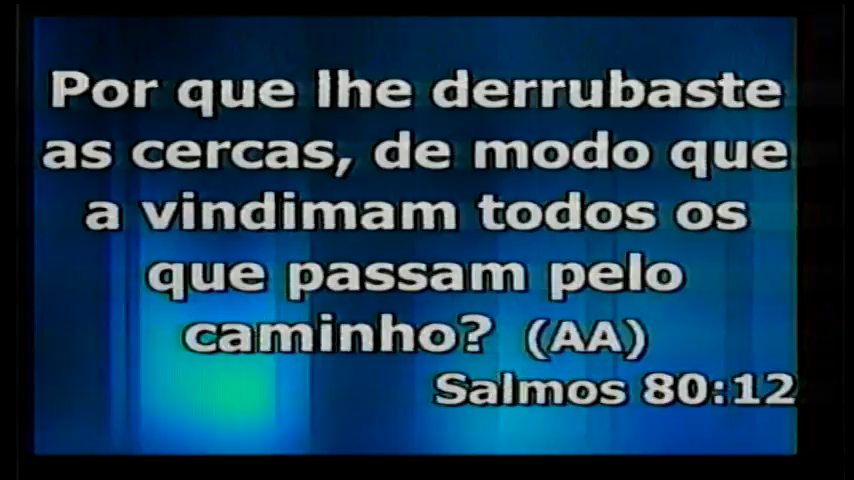 Por que lhe derrubaste
as cercas, de modo que
a vindimam todos os
que passam pelo
caminho? (AA)
Salmos 80:12